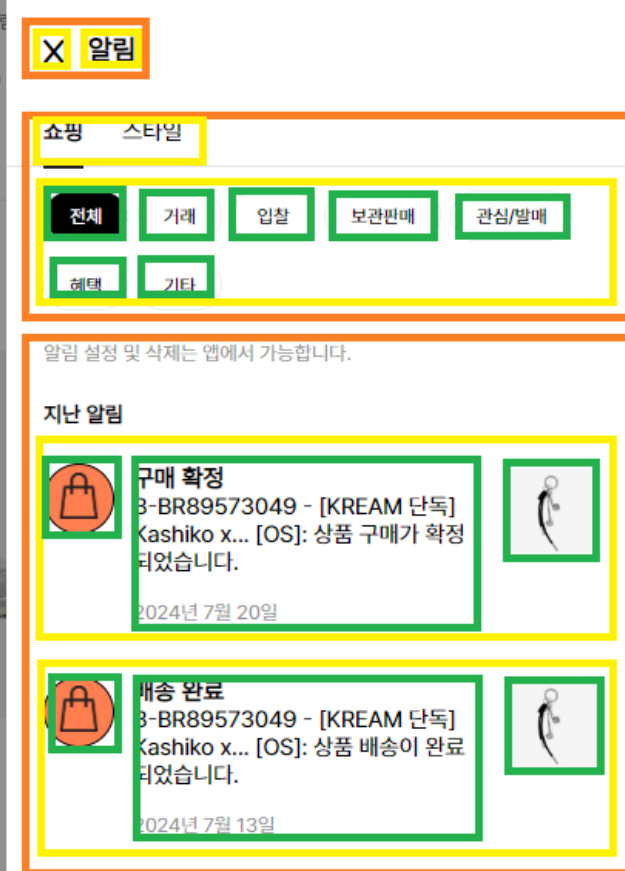 X 알림
쇼핑 스타일
전체 거래 입찰 보관판매 관심/발매
혜택 기타
알림 설정 및 삭제는 앱에서 가능합니다.
지난 알림
구매 확정
B-BR89573049 - [KREAM 단독]
Kashiko x... [OS]: 상품 구매가 확정
되었습니다.
2024년 7월 20일
배송 완료
B-BR89573049 - [KREAM 단독]
Kashiko x... [OS]: 상품 배송이 완료
되었습니다.
2024년 7월 13일